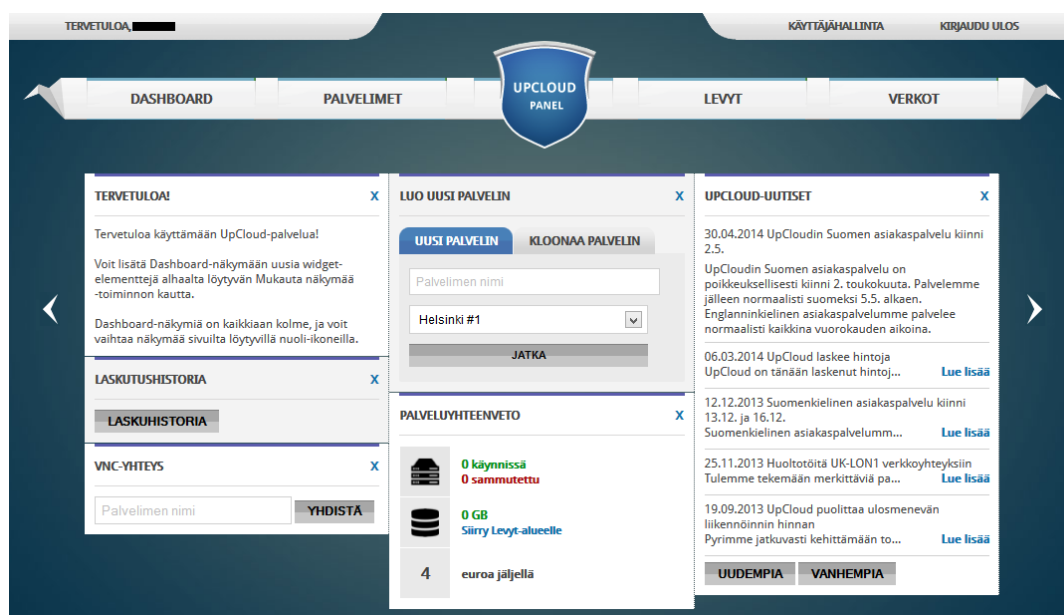 TERVETULOA,
KÄYTTÄJÄHALLINTA
KIRJAUDU ULOS
DASHBOARD
PALVELIMET
UPCLOUD
PANEL
LEVYT
VERKOT
TERVETULOA! X
Tervetuloa käyttämään UpCloud-palvelua!
Voit lisätä Dashboard-näkymään uusia widget-
elementtejä alhaalta löytyvän Mukauta näkymää
-toiminnon kautta.
Dashboard-näkymiä on kaikkiaan kolme, ja voit
vaihtaa näkymää sivuilta löytyvillä nuoli-ikoneilla.
LASKUTUSHISTORIA X
LASKUHISTORIA
VNC-YHTEYS X
Palvelimen nimi
YHDISTÄ
LUO UUSI PALVELIN X
UUSI PALVELIN
KLOONAA PALVELIN
Palvelimen nimi
Helsinki #1
JATKA
PALVELUYHTEENVETO X
0 käynnissä
0 sammutettu
0 GB
Siirry Levyt-alueelle
4 euroa jäljellä
UPCLOUD-UUTISET X
30.04.2014 UpCloudin Suomen asiakaspalvelu kiinni
2.5.
UpCloudin Suomen asiakaspalvelu on
poikkeuksellisesti kiinni 2. toukokuuta. Palvelemme
jälleen normaalisti suomeksi 5.5. alkaen.
Englanninkielinen asiakaspalvelumme palvelee
normaalisti kaikkina vuorokauden aikoina.
06.03.2014 UpCloud laskee hintoja
UpCloud on tänään laskenut hintoj... Lue lisää
12.12.2013 Suomenkielinen asiakaspalvelu kiinni
13.12. ja 16.12.
Suomenkielinen asiakaspalvelumm... Lue lisää
25.11.2013 Huoltotöitä UK-LON1 verkkoyhteyksiin
Tulemme tekemään merkittäviä pa... Lue lisää
19.09.2013 UpCloud puolittaa ulosmenevän
liikennöinnin hinnan
Pyrimme jatkuvasti kehittämään to... Lue lisää
UUDEMPIA
VANHEMPIA